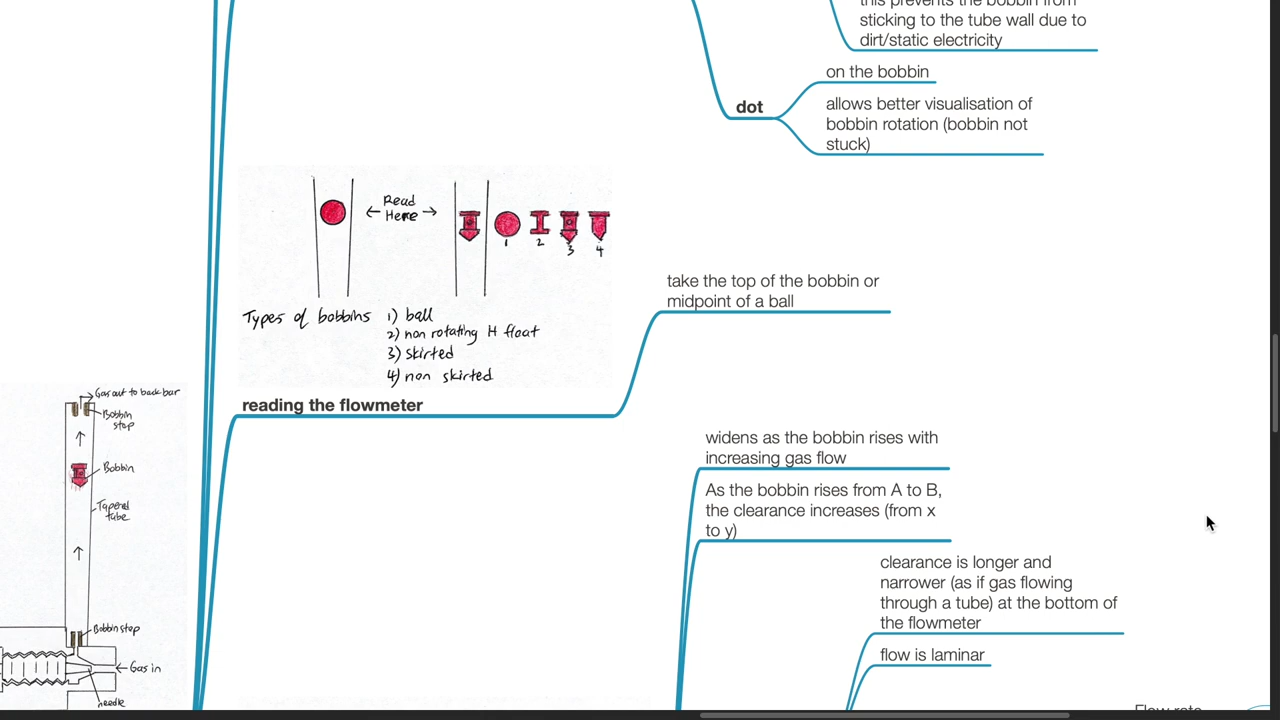 this prevents the bobbin from
sticking to the tube wall due to
dirt/static electricity
on the bobbin
dot
allows better visualisation of
bobbin rotation (bobbin not
stuck)
← Read →
Here
1
2
3
4
Types of bobbins 1) ball
2) non rotating H float
3) skirted
4) non skirted
take the top of the bobbin or
midpoint of a ball
reading the flowmeter
Gas out to back bar
Bobbin
stop
Bobbin
Tapered
tube
Bobbin stop
Gas in
needle
widens as the bobbin rises with
increasing gas flow
As the bobbin rises from A to B,
the clearance increases (from x
to y)
clearance is longer and
narrower (as if gas flowing
through a tube) at the bottom of
the flowmeter
flow is laminar
Flow rate